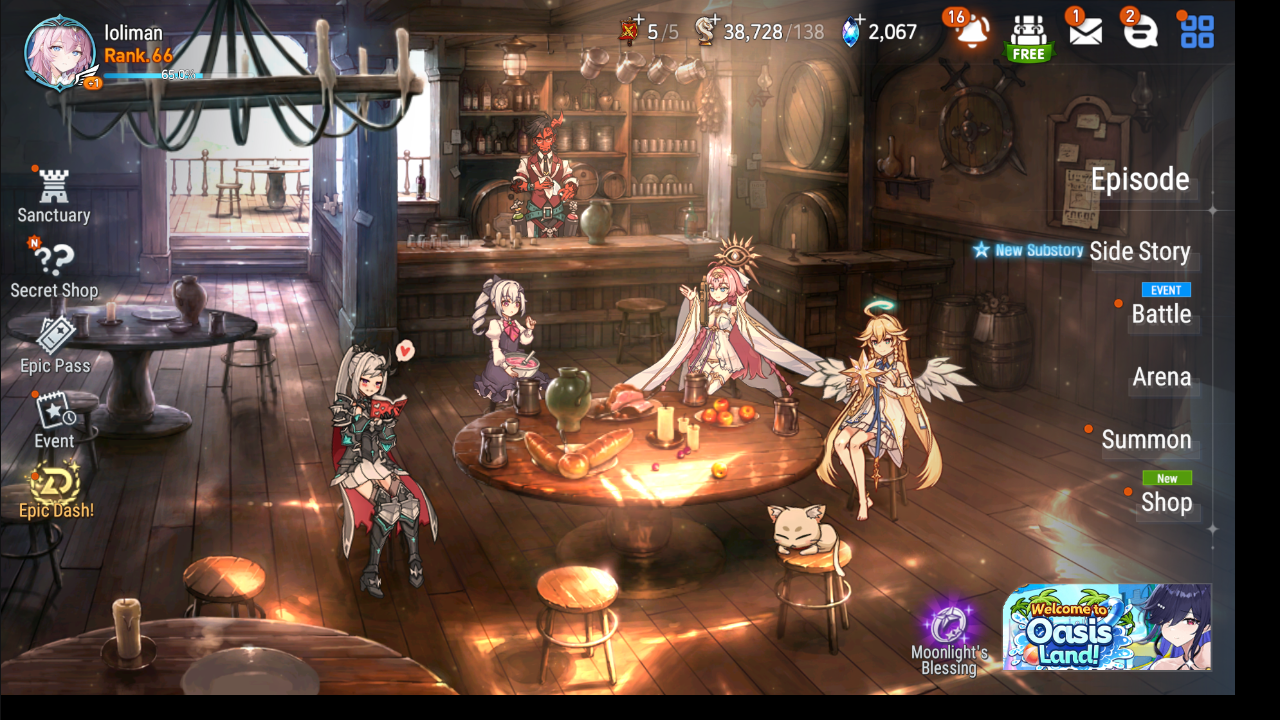 loliman
Rank.66
65.0%
+1
5/5
38,728/138
2,067
16
FREE
1
2
Sanctuary
N
Secret Shop
Epic Pass
Event
Epic Dash!
Episode
New Substory
Side Story
EVENT
Battle
Arena
Summon
New
Shop
Moonlight's
Blessing
Welcome to
Oasis
Land!